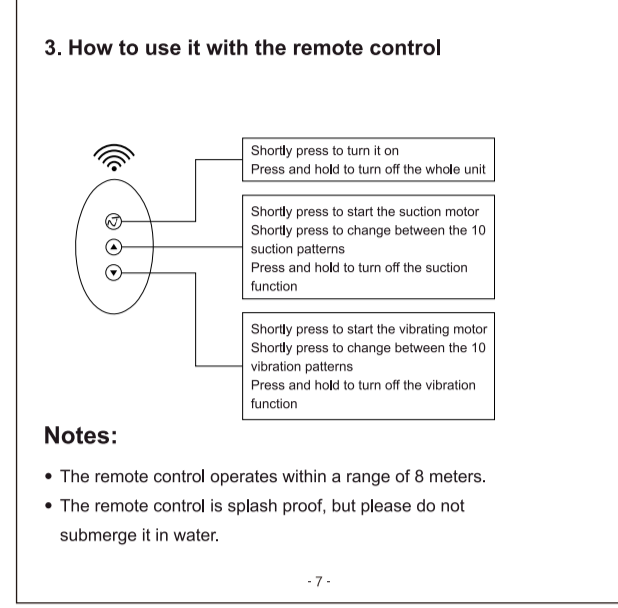 3. How to use it with the remote control
Shortly press to turn it on
Press and hold to turn off the whole unit
Shortly press to start the suction motor
Shortly press to change between the 10
suction patterns
Press and hold to turn off the suction
function
Shortly press to start the vibrating motor
Shortly press to change between the 10
vibration patterns
Press and hold to turn off the vibration
function
Notes:
• The remote control operates within a range of 8 meters.
• The remote control is splash proof, but please do not
submerge it in water.
- 7 -